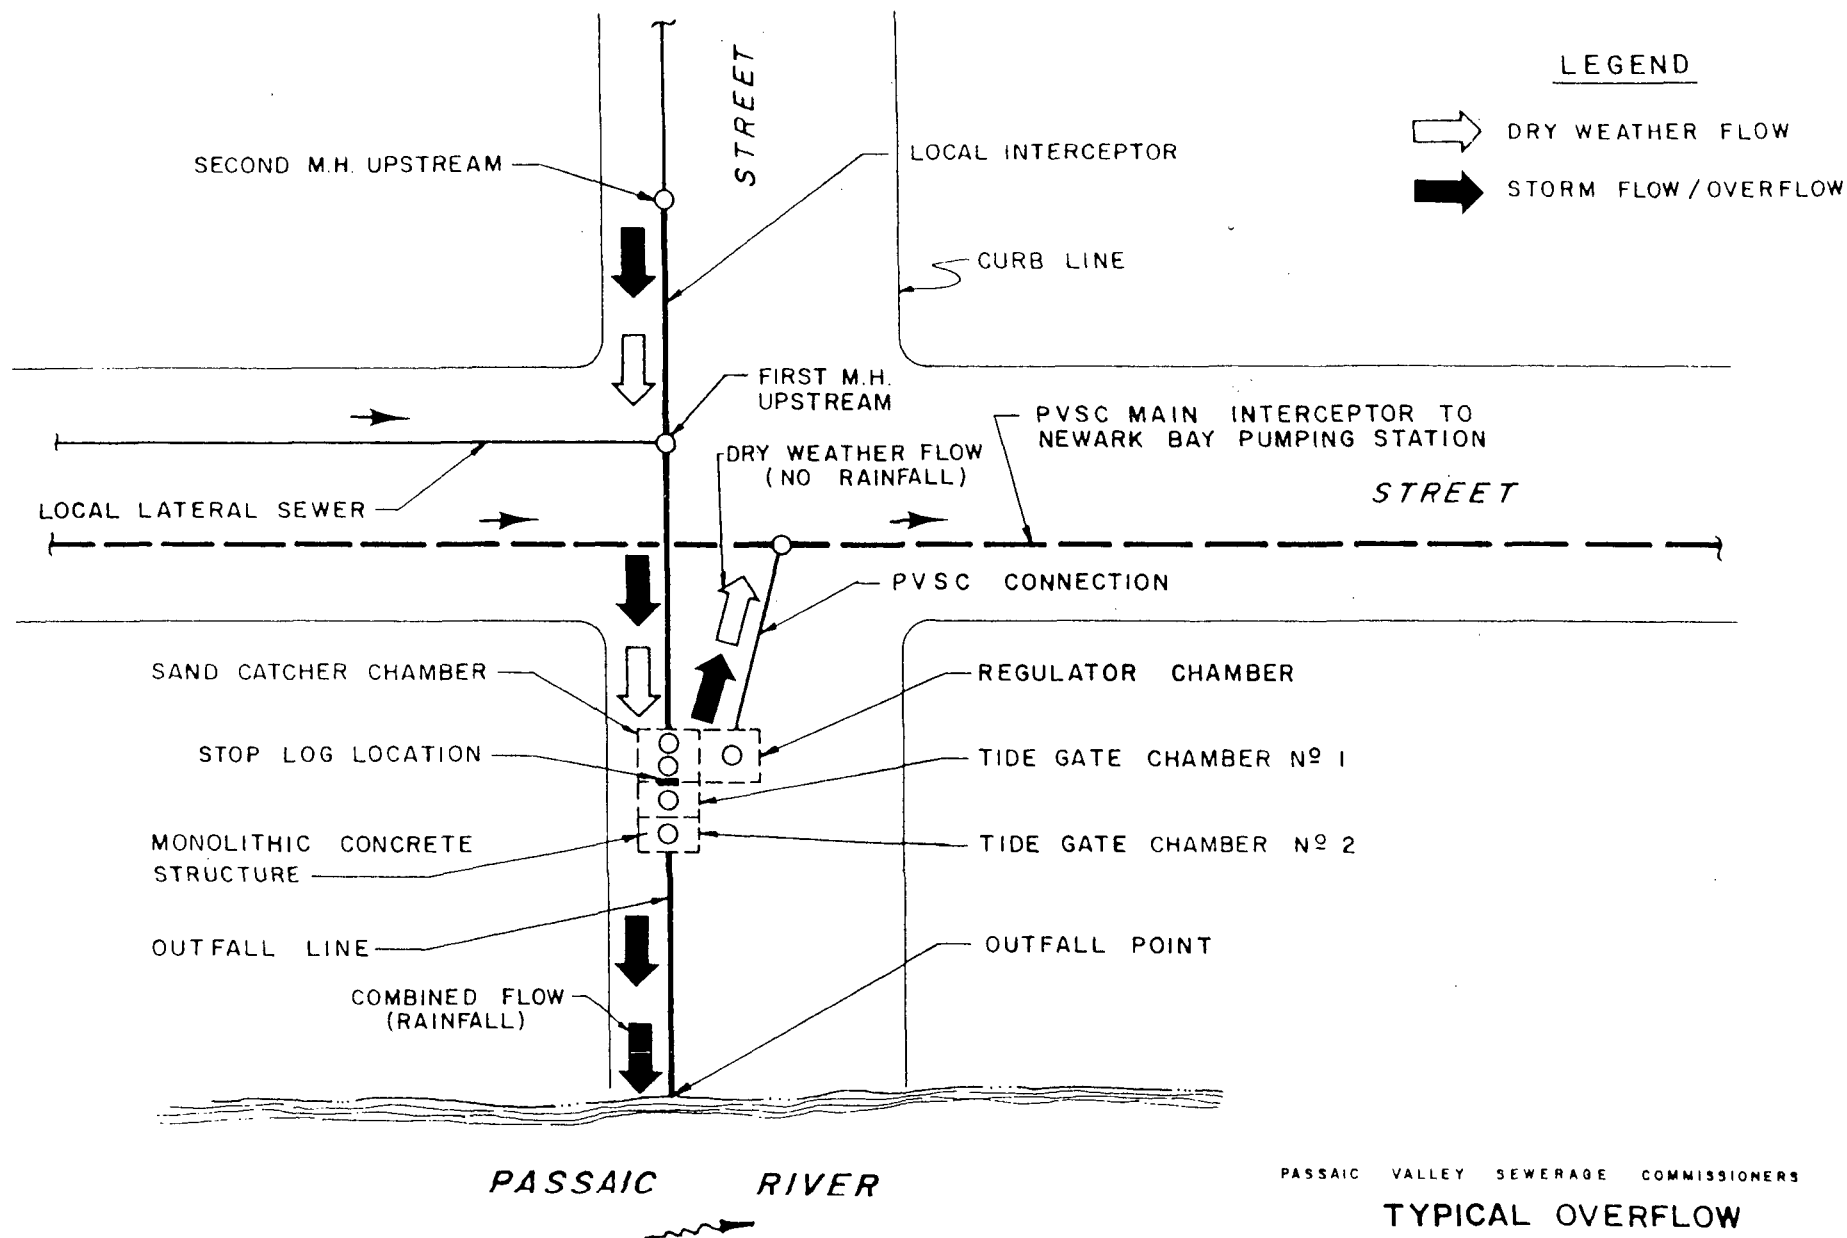 STREET
LEGEND
DRY WEATHER FLOW
STORM FLOW/OVERFLOW
SECOND M.H. UPSTREAM
LOCAL INTERCEPTOR
CURB LINE
FIRST M.H.
UPSTREAM
PVSC MAIN INTERCEPTOR TO
NEWARK BAY PUMPING STATION
DRY WEATHER FLOW
(NO RAINFALL)
STREET
LOCAL LATERAL SEWER
PVSC CONNECTION
SAND CATCHER CHAMBER
REGULATOR CHAMBER
STOP LOG LOCATION
TIDE GATE CHAMBER Nº 1
MONOLITHIC CONCRETE
STRUCTURE
TIDE GATE CHAMBER Nº 2
OUTFALL LINE
OUTFALL POINT
COMBINED FLOW
(RAINFALL)
PASSAIC RIVER
PASSAIC VALLEY SEWERAGE COMMISSIONERS
TYPICAL OVERFLOW